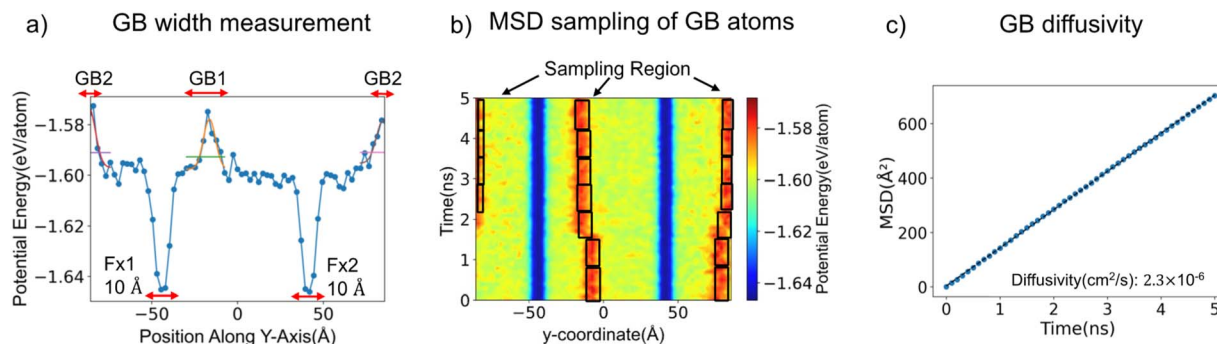 a) GB width measurement
GB2
GB1
GB2
Potential Energy(eV/atom)
−1.58
−1.60
−1.62
−1.64
Fx1
10 Å
Fx2
10 Å
−50
0
50
Position Along Y-Axis(Å)
b) MSD sampling of GB atoms
Sampling Region
Time(ns)
5
4
3
2
1
0
−50
0
50
y-coordinate(Å)
−1.58
−1.60
−1.62
−1.64
Potential Energy(eV/atom)
c) GB diffusivity
MSD(Å²)
600
400
200
0
Diffusivity(cm²/s): 2.3×10⁻⁶
0
1
2
3
4
5
Time(ns)